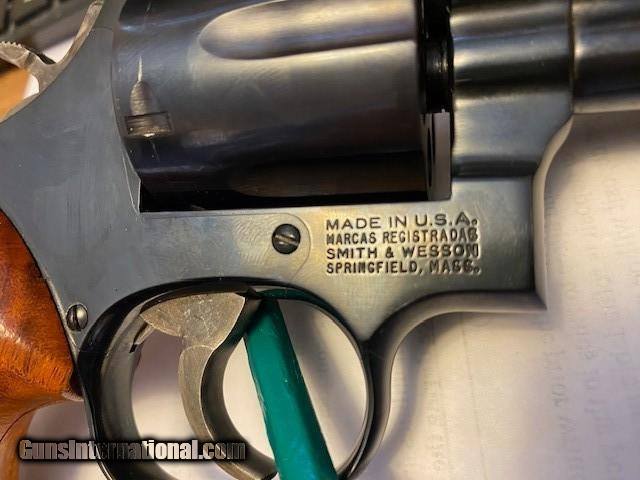 MADE IN U.S.A.
MARCAS REGISTRADAS
SMITH & WESSON
SPRINGFIELD, MASS.
GunsInternational.com